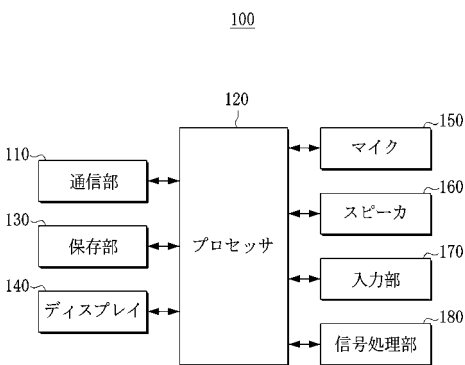 100
120
110
通信部
130
保存部
140
ディスプレイ
プロセッサ
150
マイク
160
スピーカ
170
入力部
180
信号処理部